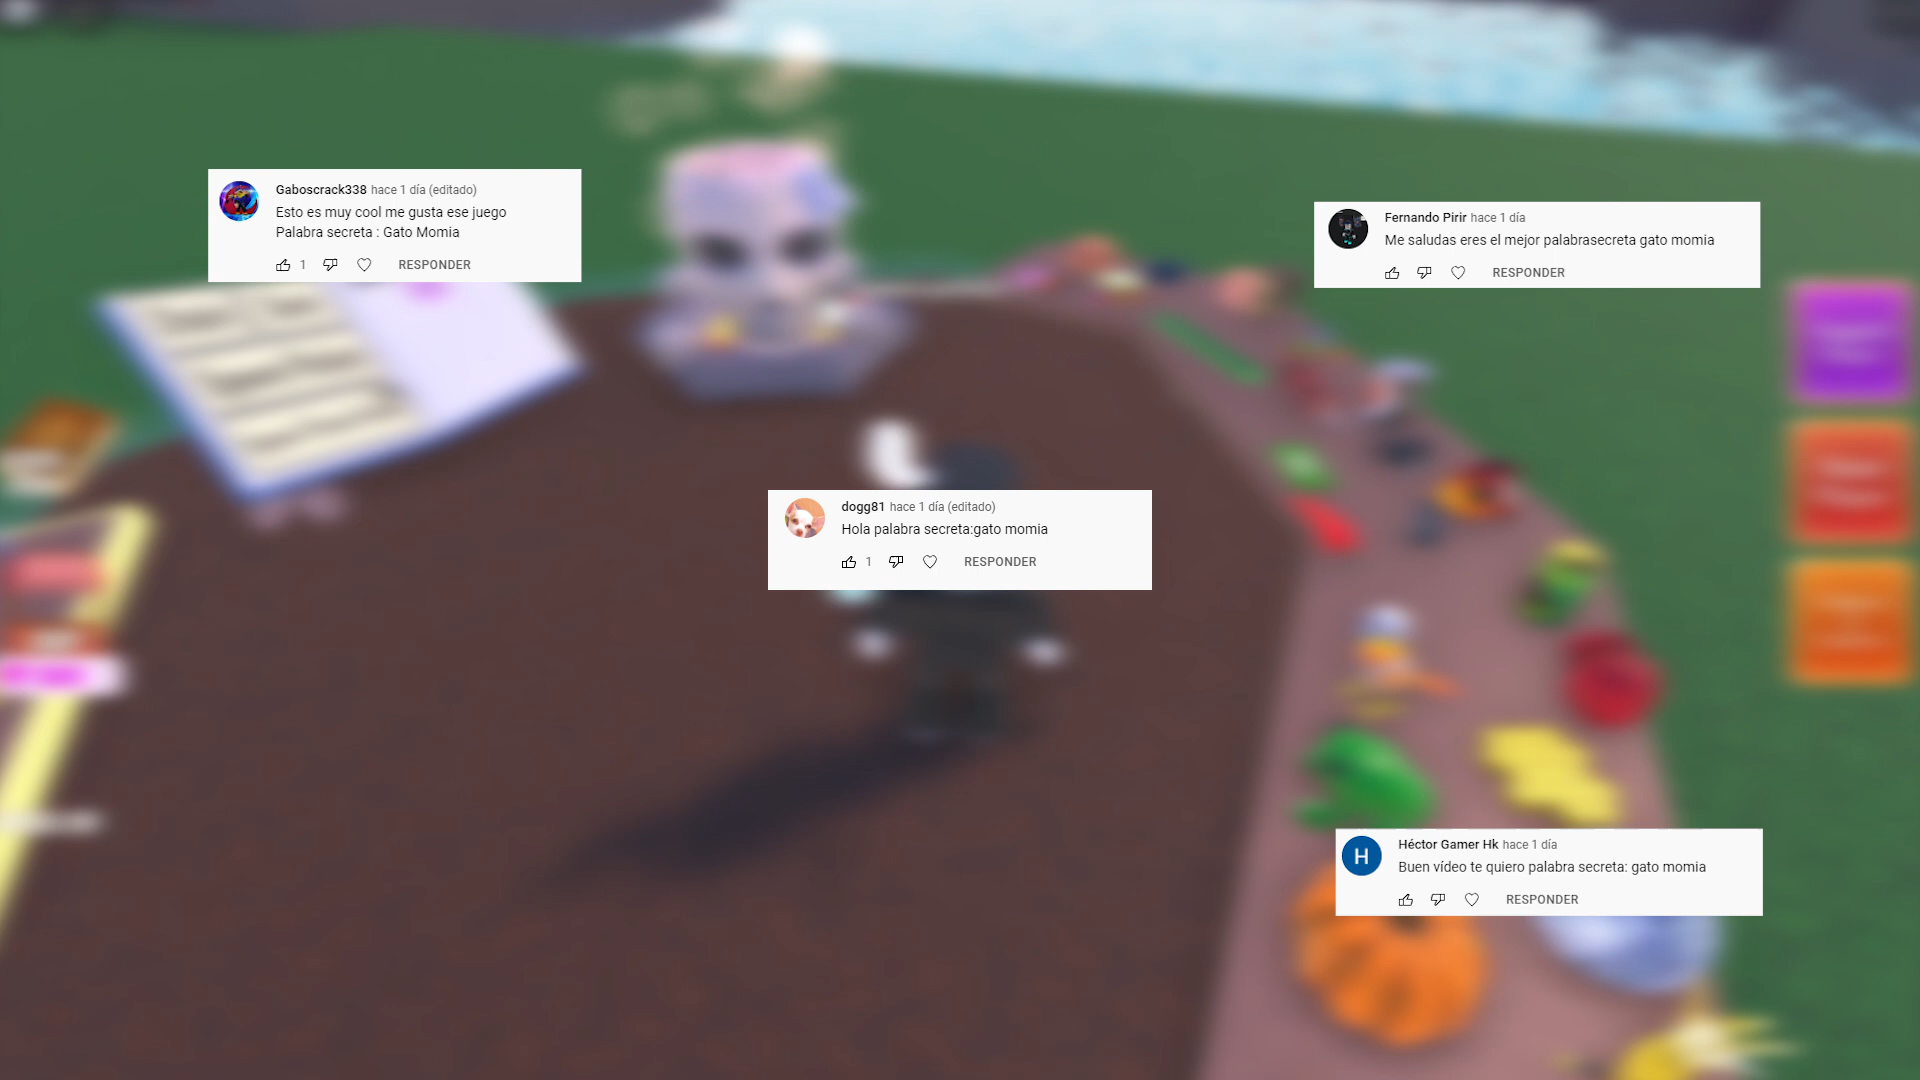 Gaboscrack338 hace 1 día (editado)
Esto es muy cool me gusta ese juego
Palabra secreta : Gato Momia
1 RESPONDER
Fernando Pirir hace 1 día
Me saludas eres el mejor palabrasecreta gato momia
RESPONDER
dogg81 hace 1 día (editado)
Hola palabra secreta:gato momia
1 RESPONDER
H
Héctor Gamer Hk hace 1 día
Buen vídeo te quiero palabra secreta: gato momia
RESPONDER